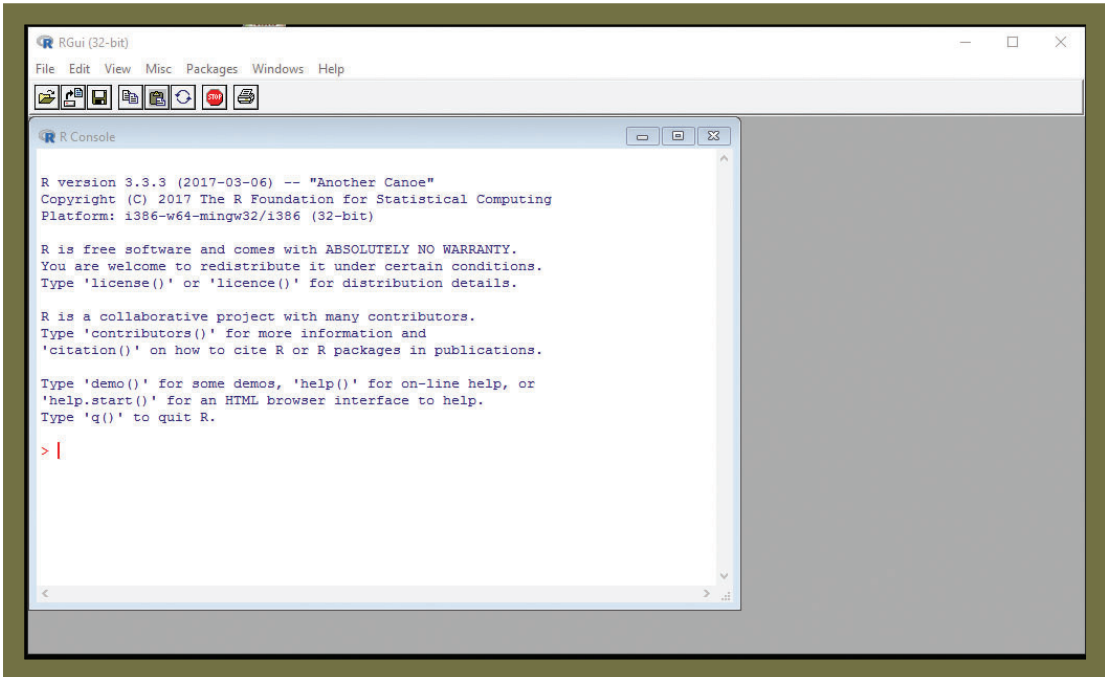 RGui (32-bit)
File Edit View Misc Packages Windows Help
STOP
R Console
R version 3.3.3 (2017-03-06) -- "Another Canoe"
Copyright (C) 2017 The R Foundation for Statistical Computing
Platform: i386-w64-mingw32/i386 (32-bit)
R is free software and comes with ABSOLUTELY NO WARRANTY.
You are welcome to redistribute it under certain conditions.
Type 'license()' or 'licence()' for distribution details.
R is a collaborative project with many contributors.
Type 'contributors()' for more information and
'citation()' on how to cite R or R packages in publications.
Type 'demo()' for some demos, 'help()' for on-line help, or
'help.start()' for an HTML browser interface to help.
Type 'q()' to quit R.
>